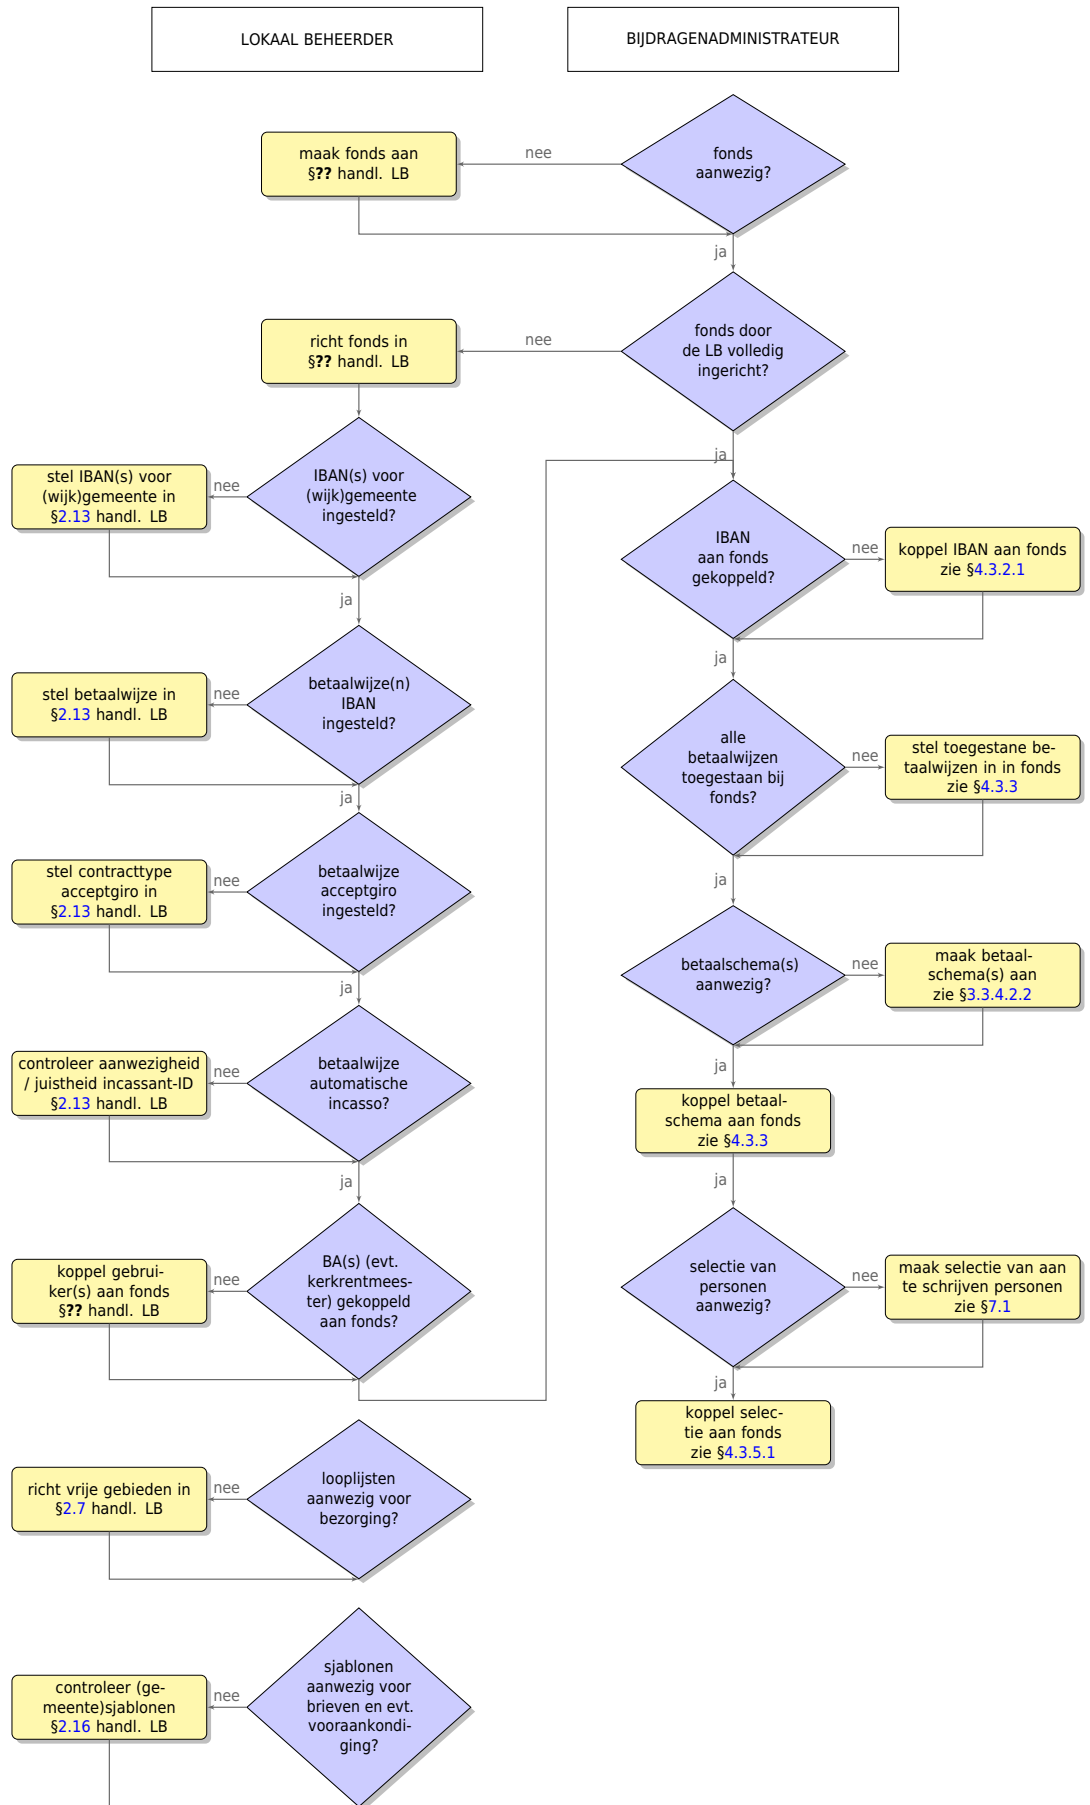 LOKAAL BEHEERDER
BIJDRAGENADMINISTRATEUR
fonds
aanwezig?
nee
maak fonds aan
§?? handl. LB
ja
fonds door
de LB volledig
ingericht?
nee
richt fonds in
§?? handl. LB
ja
IBAN(s) voor
(wijk)gemeente
ingesteld?
nee
stel IBAN(s) voor
(wijk)gemeente in
§2.13 handl. LB
ja
IBAN
aan fonds
gekoppeld?
nee
koppel IBAN aan fonds
zie §4.3.2.1
ja
betaalwijze(n)
IBAN
ingesteld?
nee
stel betaalwijze in
§2.13 handl. LB
ja
alle
betaalwijzen
toegestaan bij
fonds?
nee
stel toegestane be-
taalwijzen in in fonds
zie §4.3.3
ja
betaalwijze
acceptgiro
ingesteld?
nee
stel contracttype
acceptgiro in
§2.13 handl. LB
ja
betaalschema(s)
aanwezig?
nee
maak betaal-
schema(s) aan
zie §3.3.4.2.2
ja
betaalwijze
automatische
incasso?
nee
controleer aanwezigheid
/ juistheid incassant-ID
§2.13 handl. LB
ja
koppel betaal-
schema aan fonds
zie §4.3.3
ja
BA(s) (evt.
kerkrentmees-
ter) gekoppeld
aan fonds?
nee
koppel gebrui-
ker(s) aan fonds
§?? handl. LB
selectie van
personen
aanwezig?
nee
maak selectie van aan
te schrijven personen
zie §7.1
ja
koppel selec-
tie aan fonds
zie §4.3.5.1
looplijsten
aanwezig voor
bezorging?
nee
richt vrije gebieden in
§2.7 handl. LB
sjablonen
aanwezig voor
brieven en evt.
vooraankondi-
ging?
nee
controleer (ge-
meente)sjablonen
§2.16 handl. LB